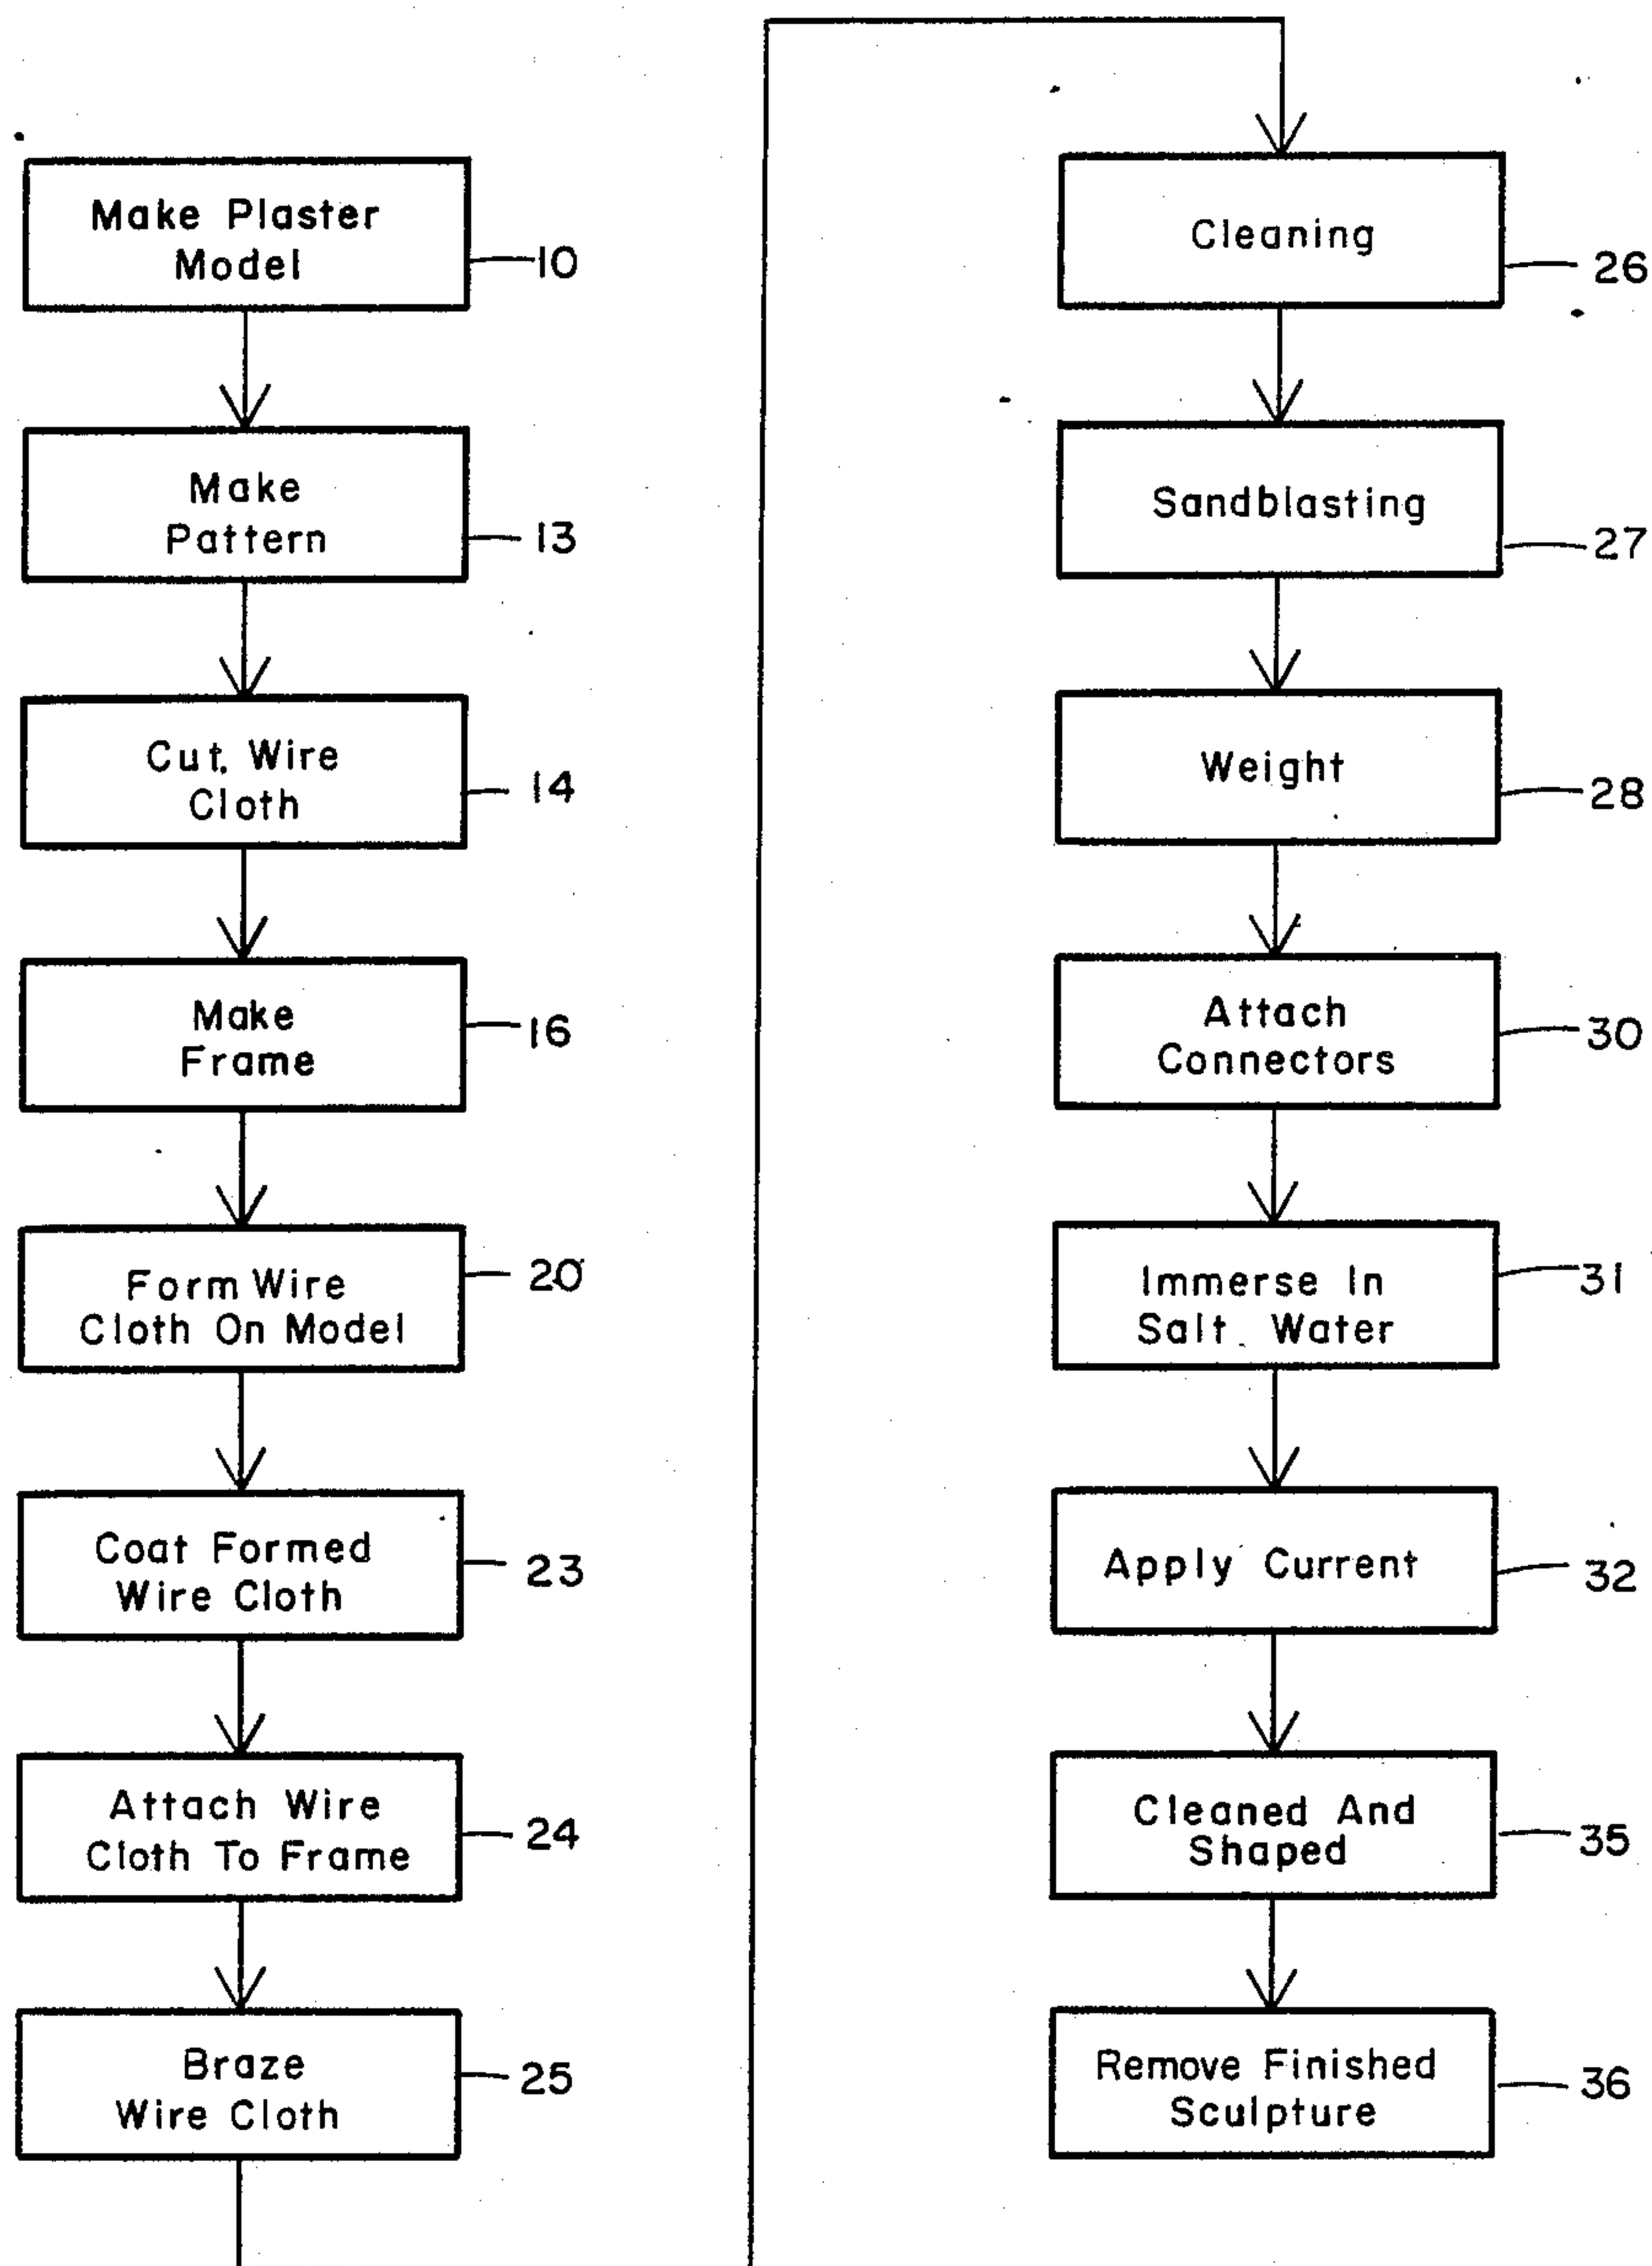 Make Plaster
Model
10
Make
Pattern
13
Cut Wire
Cloth
14
Make
Frame
16
Form Wire
Cloth On Model
20
Coat Formed
Wire Cloth
23
Attach Wire
Cloth To Frame
24
Braze
Wire Cloth
25
Cleaning
26
Sandblasting
27
Weight
28
Attach
Connectors
30
Immerse In
Salt Water
31
Apply Current
32
Cleaned And
Shaped
35
Remove Finished
Sculpture
36